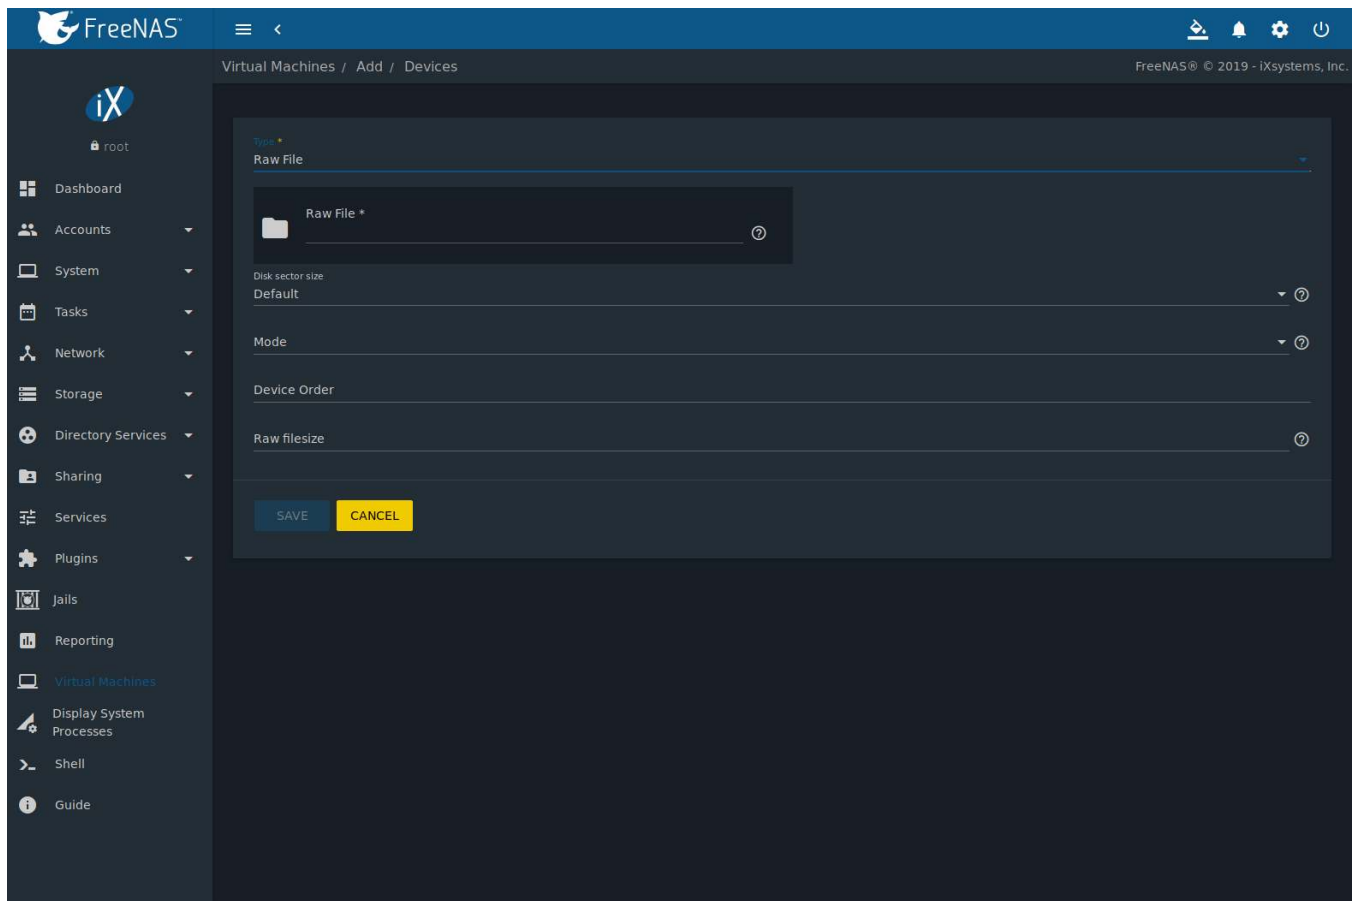 FreeNAS™
Virtual Machines / Add / Devices
FreeNAS® © 2019 - iXsystems, Inc.
iX
root
Dashboard
Accounts
System
Tasks
Network
Storage
Directory Services
Sharing
Services
Plugins
Jails
Reporting
Virtual Machines
Display System
Processes
Shell
Guide
Type *
Raw File
Raw File *
Disk sector size
Default
Mode
Device Order
Raw filesize
SAVE
CANCEL